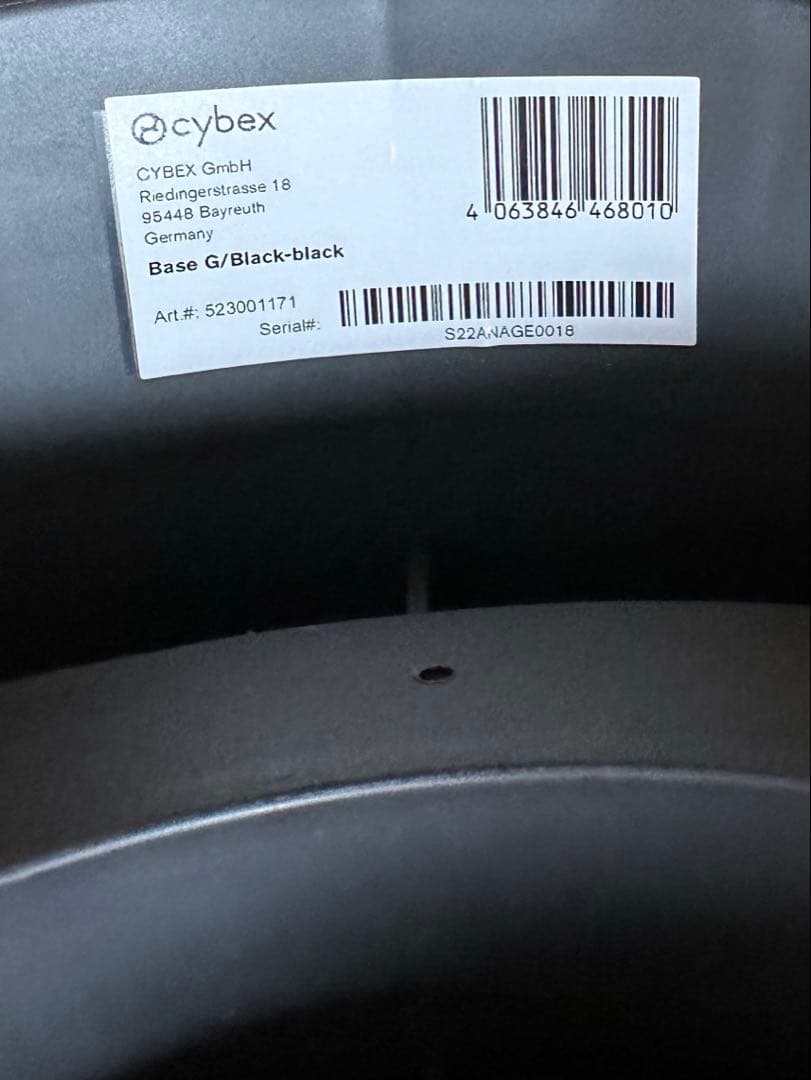 cybex
CYBEX GmbH
Riedingerstrasse 18
95448 Bayreuth
Germany
Base G/Black-black
Art.#: 523001171
Serial#:
4 063846 468010
S22ANAGE0018